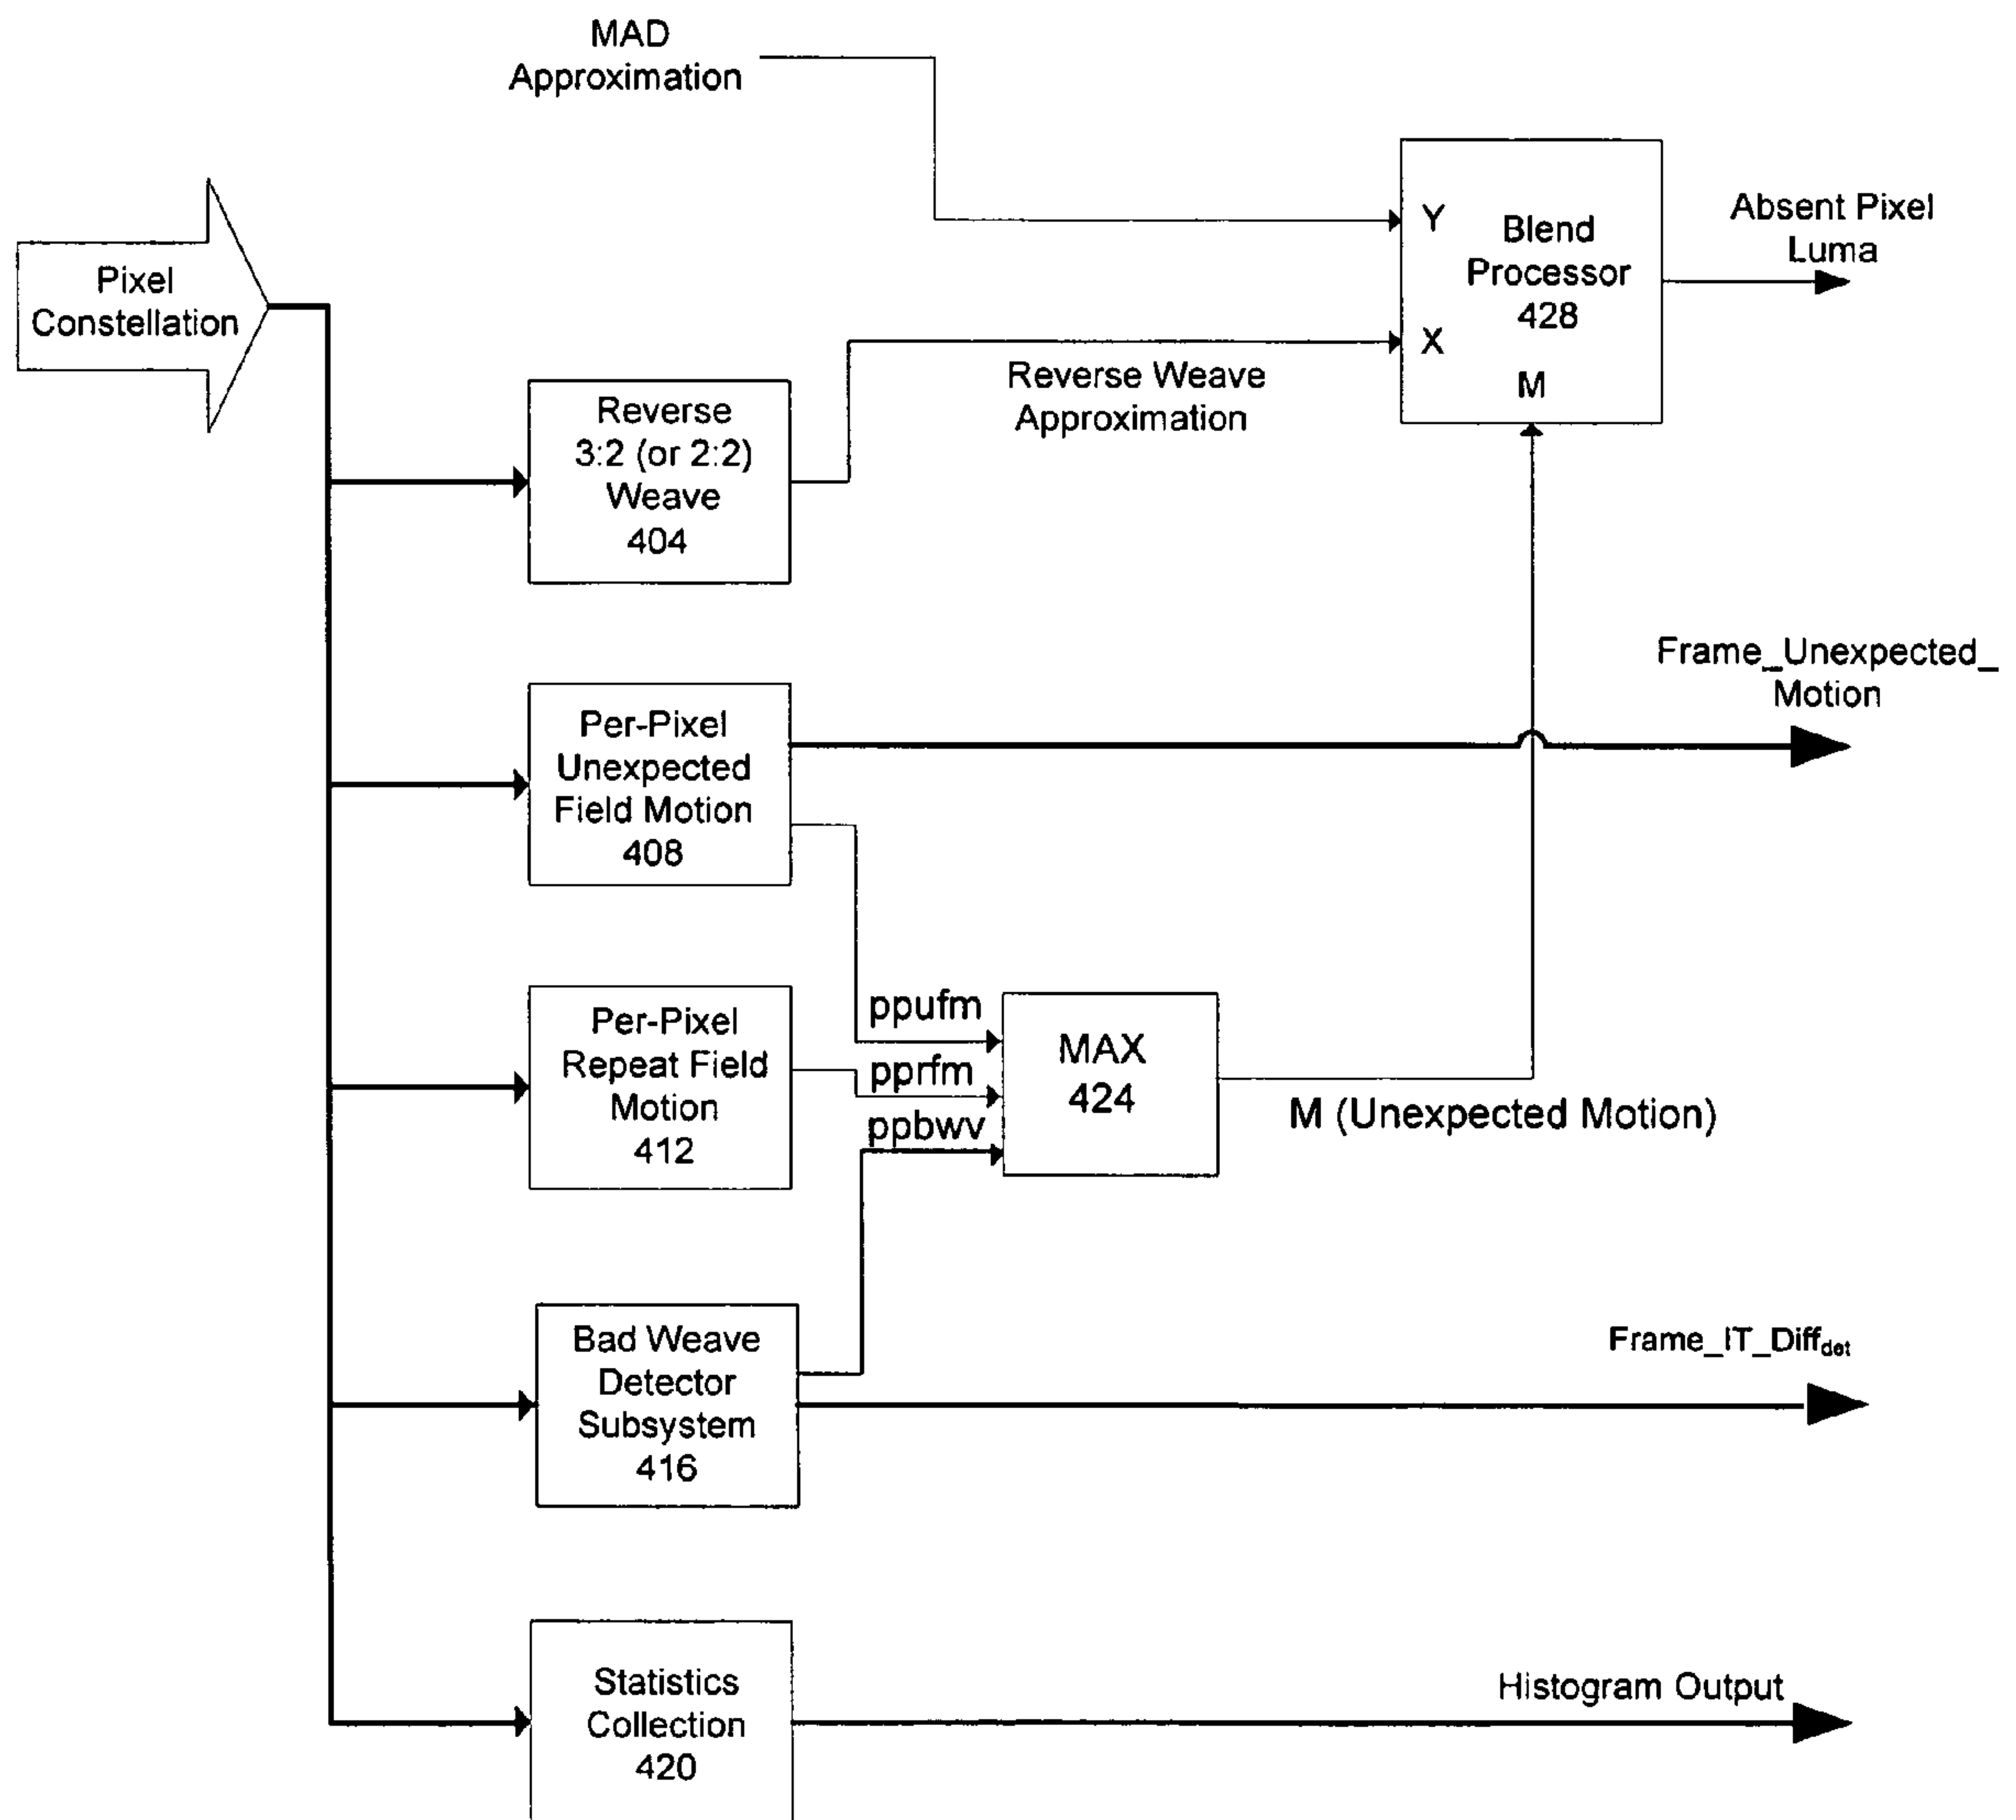 MAD
Approximation
Pixel
Constellation
Y
Blend
Processor
428
X
M
Absent Pixel
Luma
Reverse Weave
Approximation
Reverse
3:2 (or 2:2)
Weave
404
Frame_Unexpected_
Motion
Per-Pixel
Unexpected
Field Motion
408
Per-Pixel
Repeat Field
Motion
412
ppufm
pprfm
ppbwv
MAX
424
M (Unexpected Motion)
Bad Weave
Detector
Subsystem
416
Frame_IT_Diffdet
Statistics
Collection
420
Histogram Output